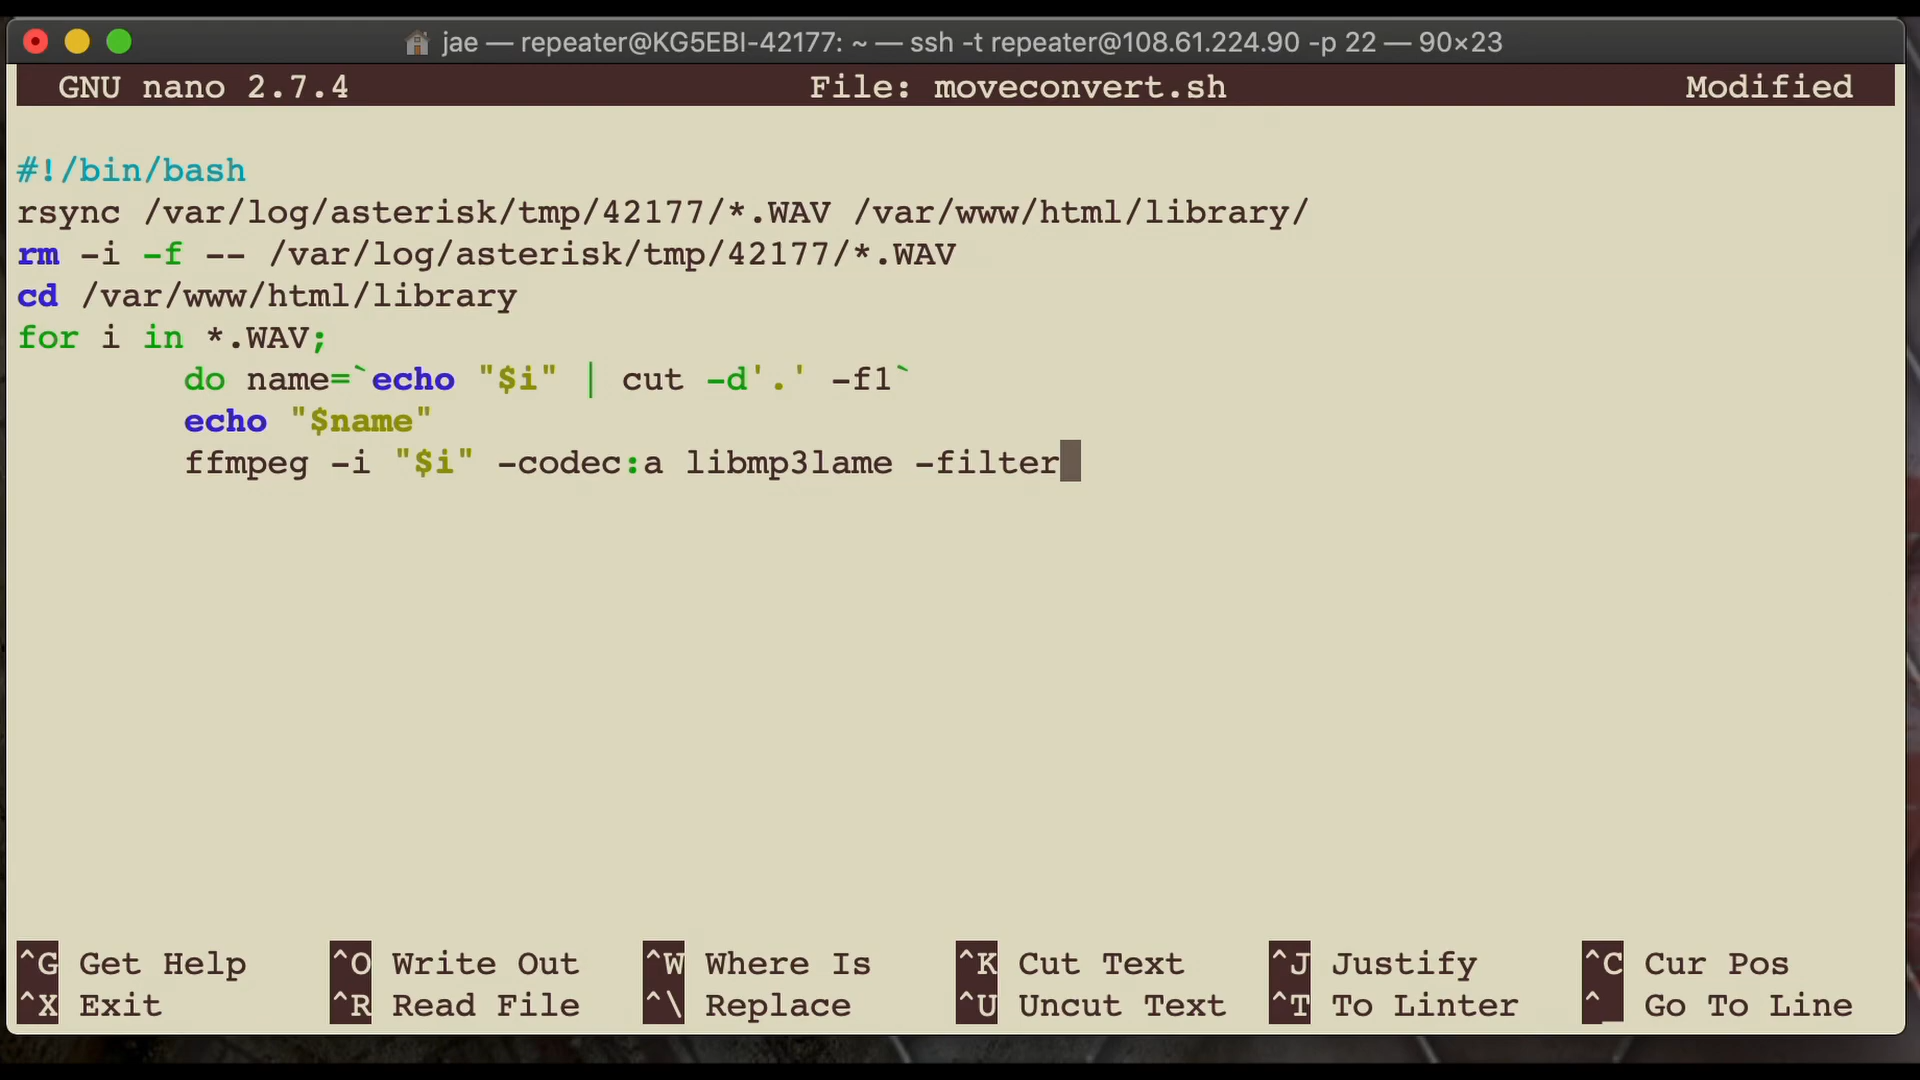 jae — repeater@KG5EBI-42177: ~ — ssh -t repeater@108.61.224.90 -p 22 — 90×23
GNU nano 2.7.4 File: moveconvert.sh Modified
#!/bin/bash
rsync /var/log/asterisk/tmp/42177/*.WAV /var/www/html/library/
rm -i -f -- /var/log/asterisk/tmp/42177/*.WAV
cd /var/www/html/library
for i in *.WAV;
do name=`echo "$i" | cut -d'.' -f1`
echo "$name"
ffmpeg -i "$i" -codec:a libmp3lame -filter
^G Get Help ^O Write Out ^W Where Is ^K Cut Text ^J Justify ^C Cur Pos
^X Exit ^R Read File ^\ Replace ^U Uncut Text ^T To Linter ^_ Go To Line